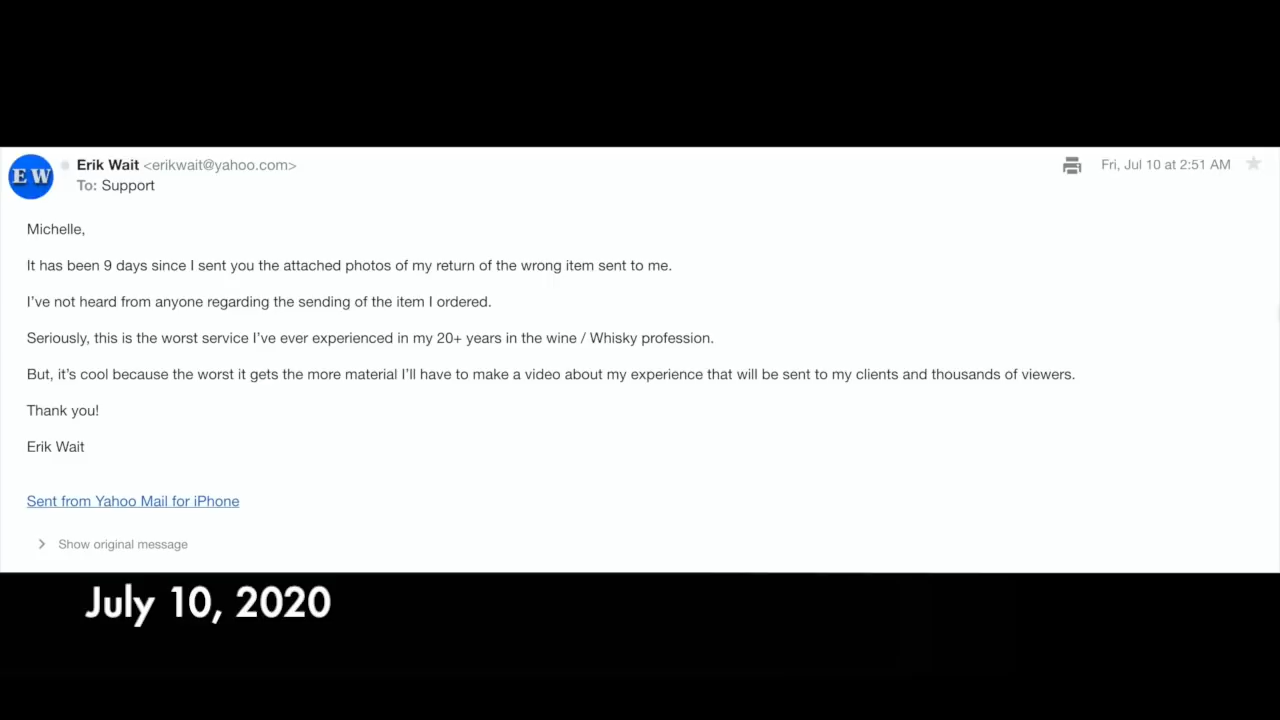 EW
Erik Wait <erikwait@yahoo.com>
Fri, Jul 10 at 2:51 AM
To: Support
Michelle,
It has been 9 days since I sent you the attached photos of my return of the wrong item sent to me.
I've not heard from anyone regarding the sending of the item I ordered.
Seriously, this is the worst service I've ever experienced in my 20+ years in the wine / Whisky profession.
But, it's cool because the worst it gets the more material I'll have to make a video about my experience that will be sent to my clients and thousands of viewers.
Thank you!
Erik Wait
Sent from Yahoo Mail for iPhone
Show original message
July 10, 2020